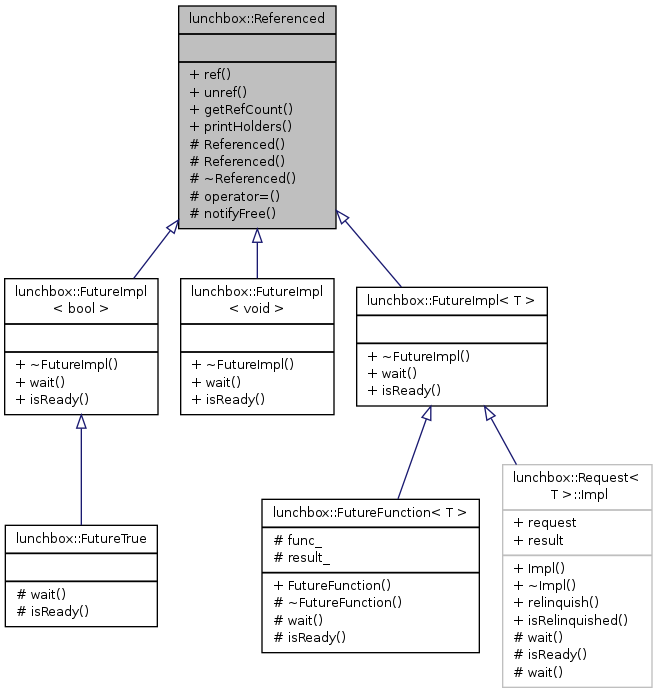 lunchbox::Referenced
+ ref()
+ unref()
+ getRefCount()
+ printHolders()
# Referenced()
# Referenced()
# ~Referenced()
# operator=()
# notifyFree()
lunchbox::FutureImpl
< bool >
+ ~FutureImpl()
+ wait()
+ isReady()
lunchbox::FutureImpl
< void >
+ ~FutureImpl()
+ wait()
+ isReady()
lunchbox::FutureImpl< T >
+ ~FutureImpl()
+ wait()
+ isReady()
lunchbox::FutureTrue
# wait()
# isReady()
lunchbox::FutureFunction< T >
# func_
# result_
+ FutureFunction()
# ~FutureFunction()
# wait()
# isReady()
lunchbox::Request<
T >::Impl
+ request
+ result
+ Impl()
+ ~Impl()
+ relinquish()
+ isRelinquished()
# wait()
# isReady()
# wait()